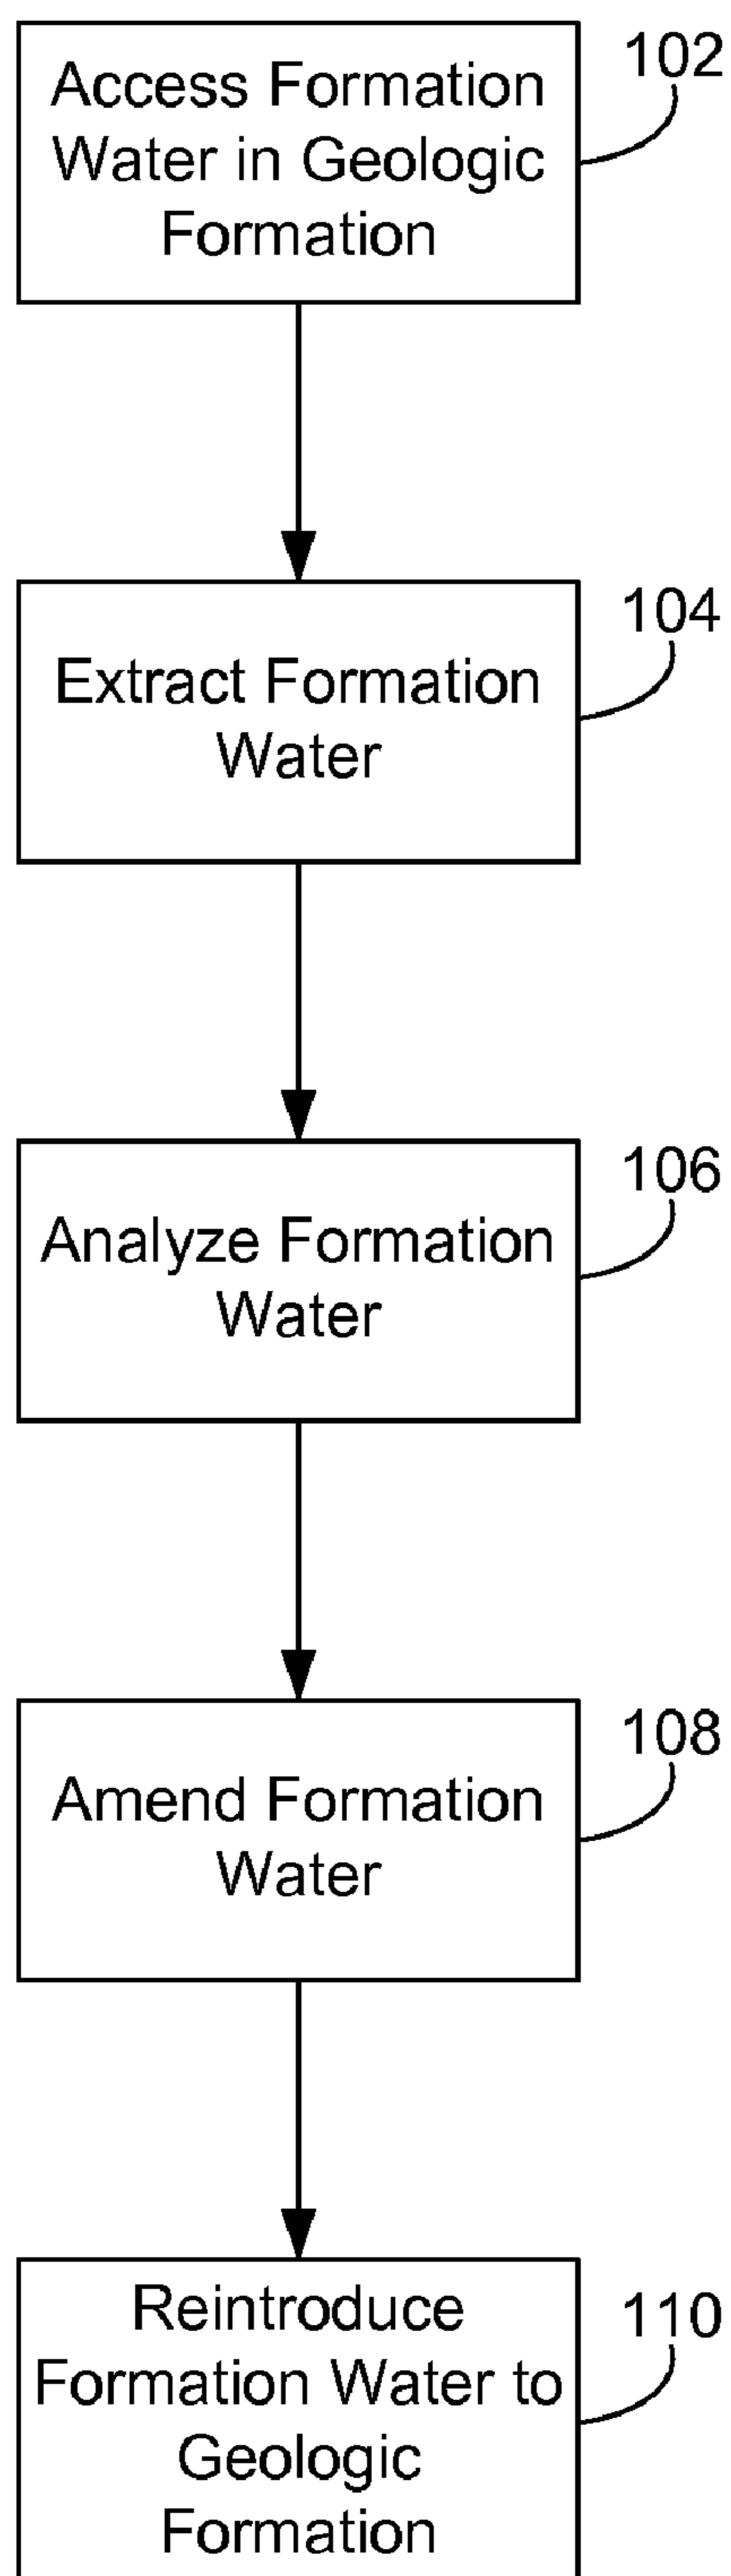 Access Formation
Water in Geologic
Formation
102
Extract Formation
Water
104
Analyze Formation
Water
106
Amend Formation
Water
108
Reintroduce
Formation Water to
Geologic
Formation
110